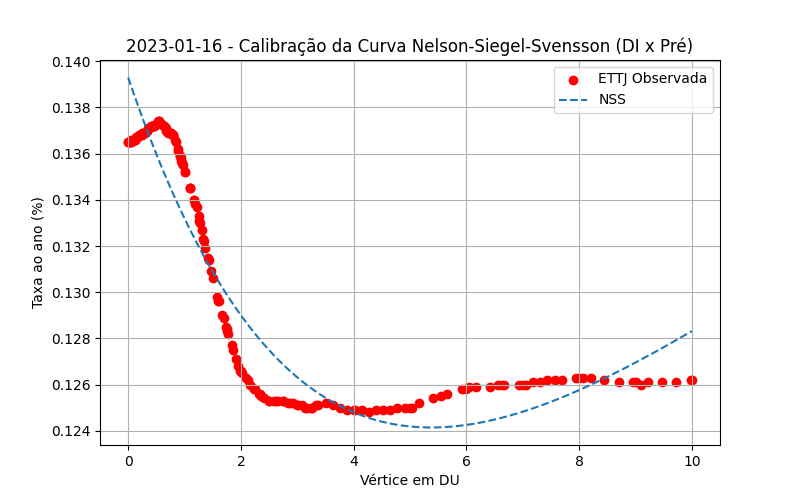 2023-01-16 - Calibração da Curva Nelson-Siegel-Svensson (DI x Pré)
ETTJ Observada
NSS
Taxa ao ano (%)
0.140
0.138
0.136
0.134
0.132
0.130
0.128
0.126
0.124
0 2 4 6 8 10
Vértice em DU